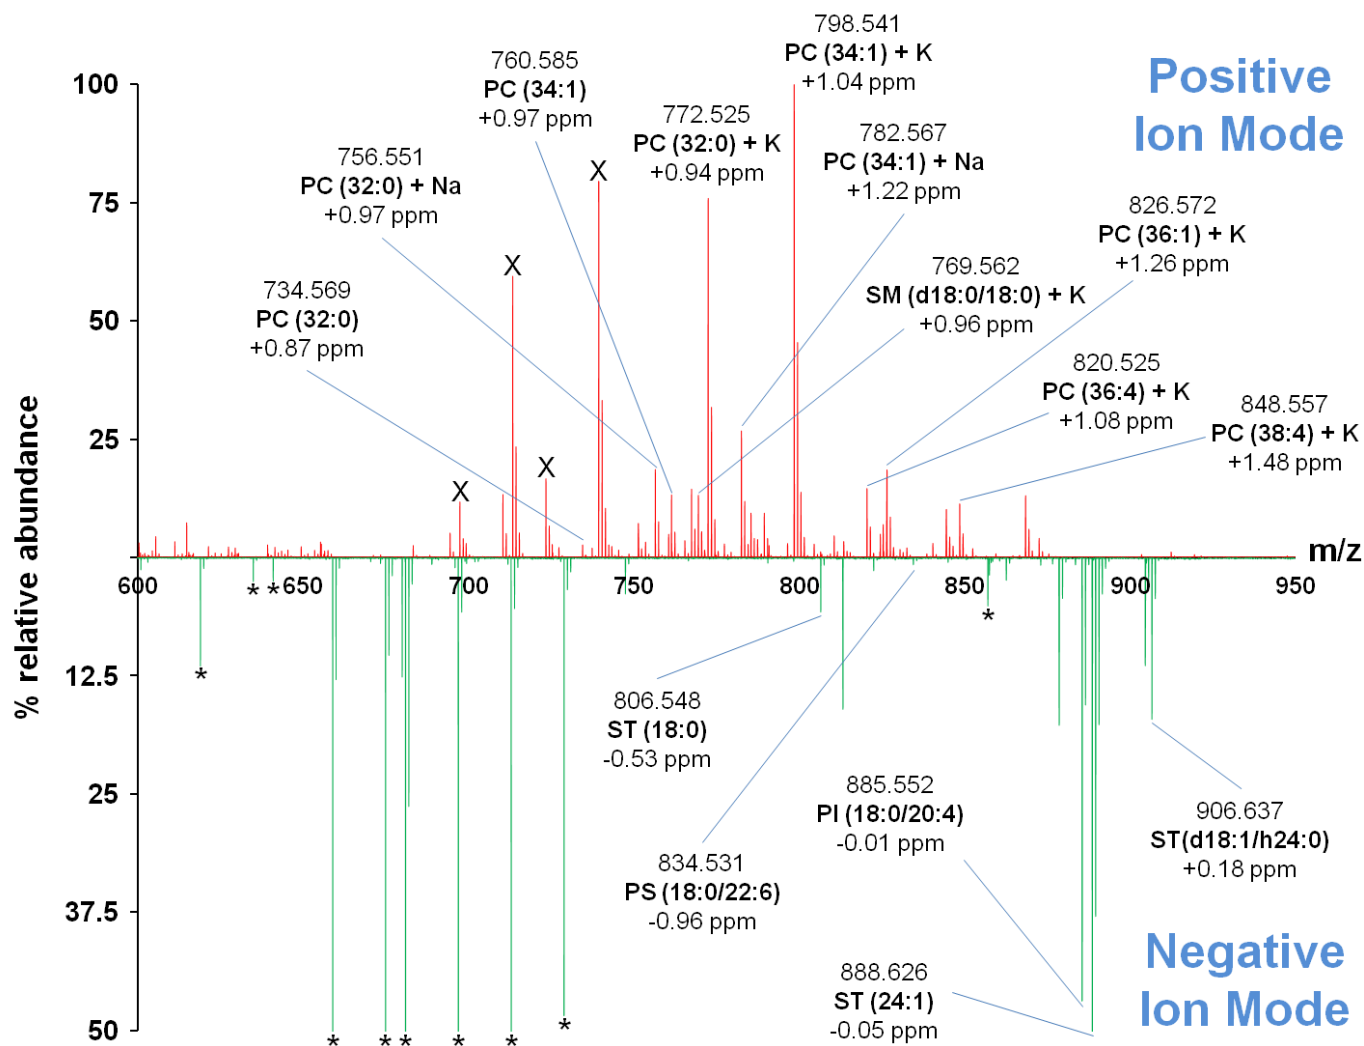 798.541
PC (34:1) + K
+1.04 ppm
Positive
Ion Mode
760.585
PC (34:1)
+0.97 ppm
772.525
PC (32:0) + K
+0.94 ppm
782.567
PC (34:1) + Na
+1.22 ppm
756.551
PC (32:0) + Na
+0.97 ppm
826.572
PC (36:1) + K
+1.26 ppm
734.569
PC (32:0)
+0.87 ppm
769.562
SM (d18:0/18:0) + K
+0.96 ppm
820.525
PC (36:4) + K
+1.08 ppm
848.557
PC (38:4) + K
+1.48 ppm
X
X
X
X
% relative abundance
100
75
50
25
m/z
600 650 700 750 800 850 900 950
12.5
25
37.5
50
* * *
*
* * * * * *
806.548
ST (18:0)
-0.53 ppm
834.531
PS (18:0/22:6)
-0.96 ppm
885.552
PI (18:0/20:4)
-0.01 ppm
906.637
ST(d18:1/h24:0)
+0.18 ppm
888.626
ST (24:1)
-0.05 ppm
Negative
Ion Mode